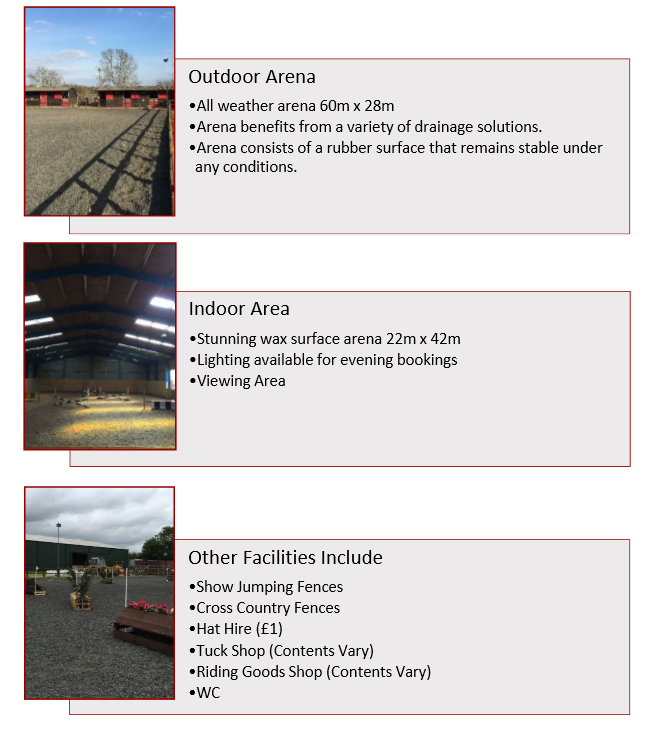 Outdoor Arena
•All weather arena 60m x 28m
•Arena benefits from a variety of drainage solutions.
•Arena consists of a rubber surface that remains stable under
any conditions.
Indoor Area
•Stunning wax surface arena 22m x 42m
•Lighting available for evening bookings
•Viewing Area
Other Facilities Include
•Show Jumping Fences
•Cross Country Fences
•Hat Hire (£1)
•Tuck Shop (Contents Vary)
•Riding Goods Shop (Contents Vary)
•WC